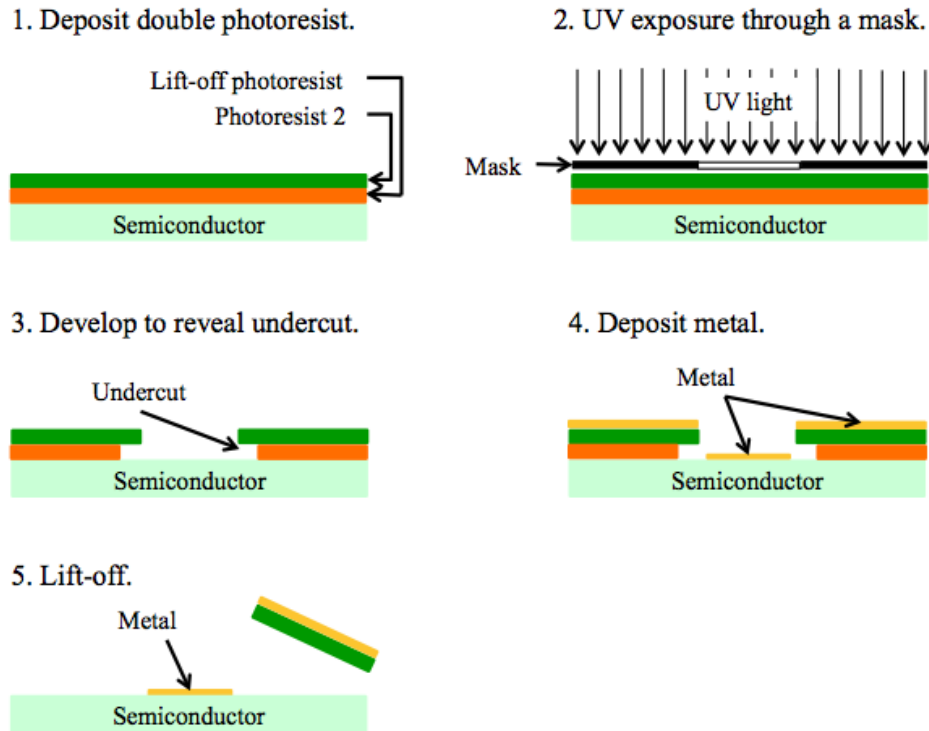 1. Deposit double photoresist.
Lift-off photoresist
Photoresist 2
Semiconductor
2. UV exposure through a mask.
UV light
Mask
Semiconductor
3. Develop to reveal undercut.
Undercut
Semiconductor
4. Deposit metal.
Metal
Semiconductor
5. Lift-off.
Metal
Semiconductor